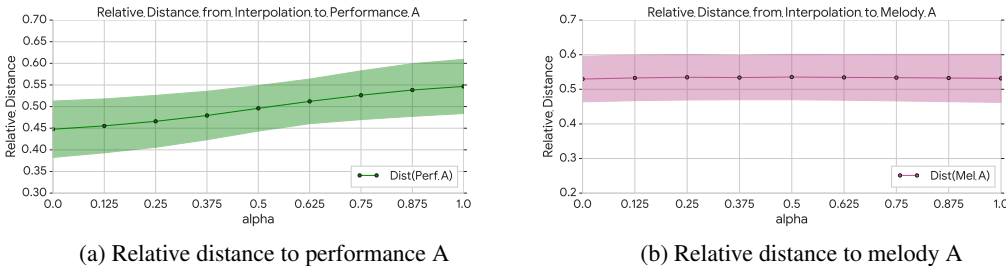 Relative Distance from Interpolation to Performance A
Relative Distance
0.70
0.65
0.60
0.55
0.50
0.45
0.40
0.35
0.30
Dist(Perf.A)
0.0 0.125 0.25 0.375 0.5 0.625 0.75 0.875 1.0
alpha
(a) Relative distance to performance A
Relative Distance from Interpolation to Melody A
Relative Distance
0.7
0.6
0.5
0.4
0.3
0.2
Dist(Mel.A)
0.0 0.125 0.25 0.375 0.5 0.625 0.75 0.875 1.0
alpha
(b) Relative distance to melody A